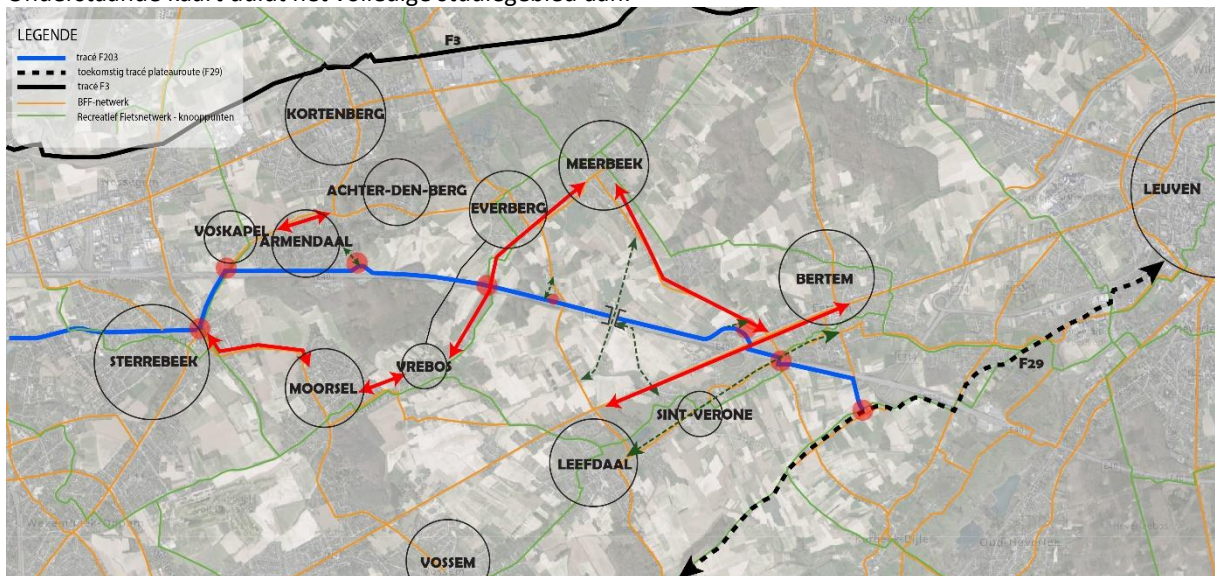 Onderstaande kaart duidt het volledige studiegebied aan:
LEGENDE
tracé F203
toekomstig tracé plateauroute (F29)
tracé F3
BFF-netwerk
Recreatief Fietsnetwerk - knooppunten
F3
KORTENBERG
MEERBEEK
LEUVEN
ACHTER-DEN-BERG
EVERBERG
VOSKAPEL
ARMENDAAL
BERTEM
STERREBEEK
MOORSEL
VREBOS
F29
SINT-VERONE
LEEFDAAL
VOSSEM